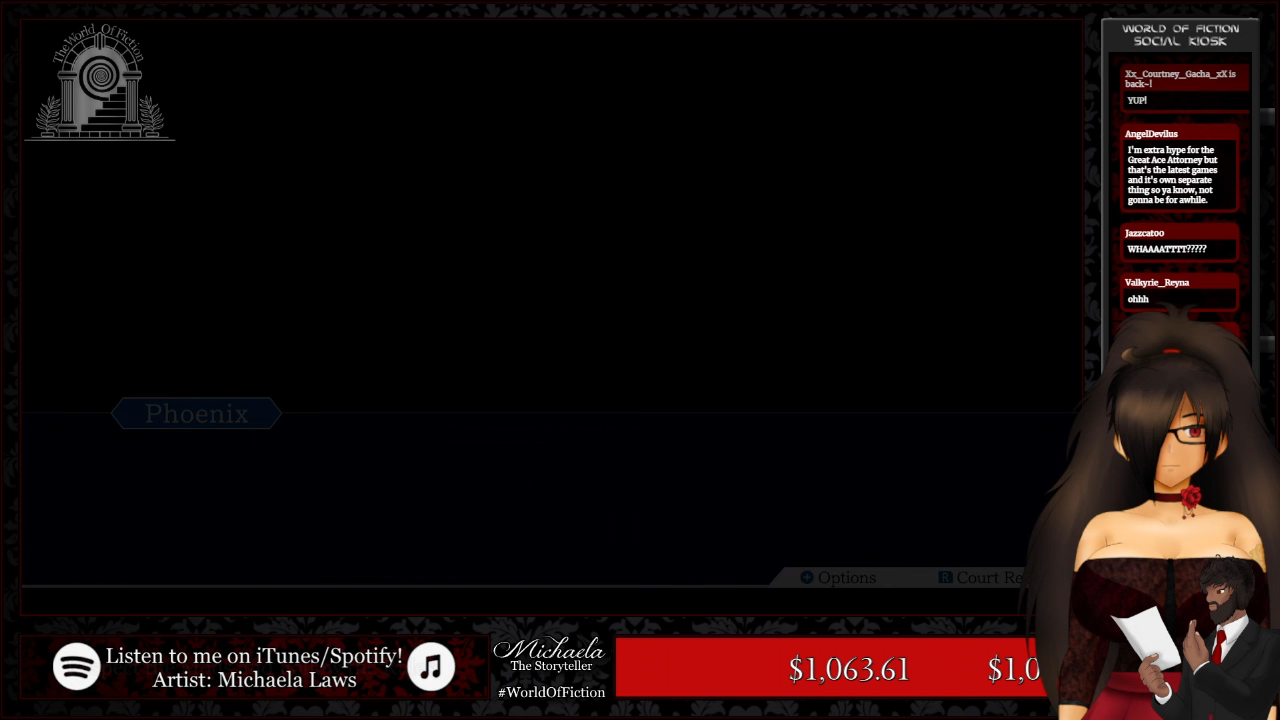 The World Of Fiction
WORLD OF FICTION
SOCIAL KIOSK
Xx_Courtney_Gacha_xX is
back~!
YUP!
AngelDevilus
I'm extra hype for the
Great Ace Attorney but
that's the latest games
and it's own separate
thing so ya know, not
gonna be for awhile.
Jazzcatoo
WHAAAATTTT?????
Valkyrie_Reyna
ohhh
Phoenix
Options
R Court Re
Listen to me on iTunes/Spotify!
Artist: Michaela Laws
Michaela
The Storyteller
#WorldOfFiction
$1,063.61
$1,0